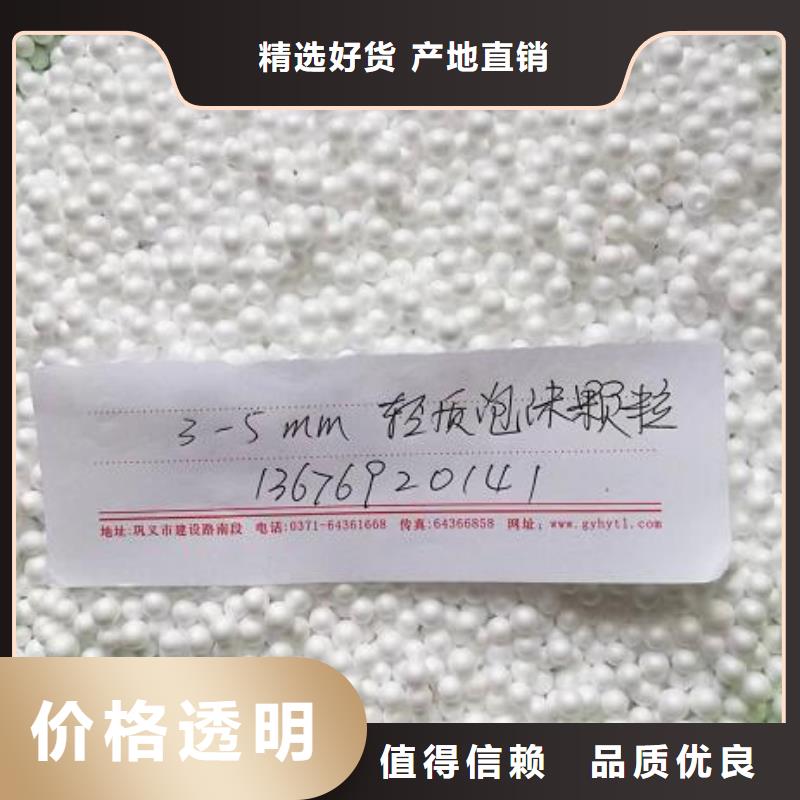 精选好货 产地直销
3-5mm 轻质泡沫颗粒
13676920141
地址:巩义市建设路南段 电话:0371-64361668 传真:64366858 网址:www.gyhytl.com
价格透明
值得信赖 品质优良